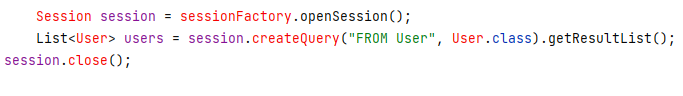 Session session = sessionFactory.openSession();
List<User> users = session.createQuery("FROM User", User.class).getResultList();
session.close();